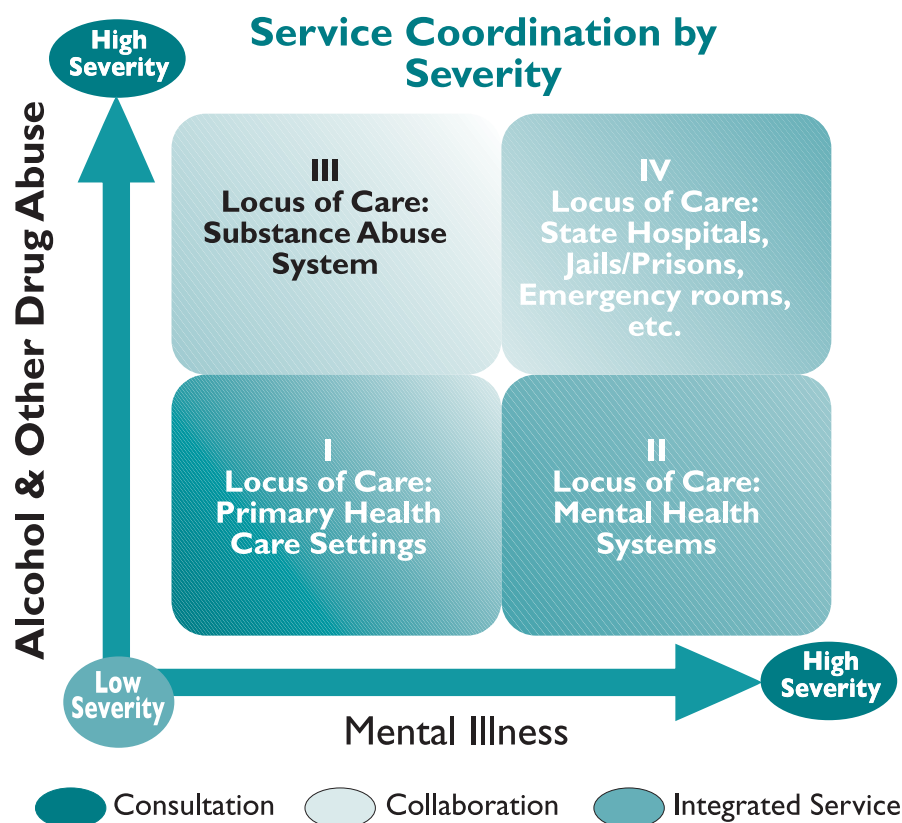 Service Coordination by
Severity
High
Severity
Alcohol & Other Drug Abuse
III
Locus of Care:
Substance Abuse
System
IV
Locus of Care:
State Hospitals,
Jails/Prisons,
Emergency rooms,
etc.
I
Locus of Care:
Primary Health
Care Settings
II
Locus of Care:
Mental Health
Systems
Low
Severity
High
Severity
Mental Illness
Consultation
Collaboration
Integrated Service